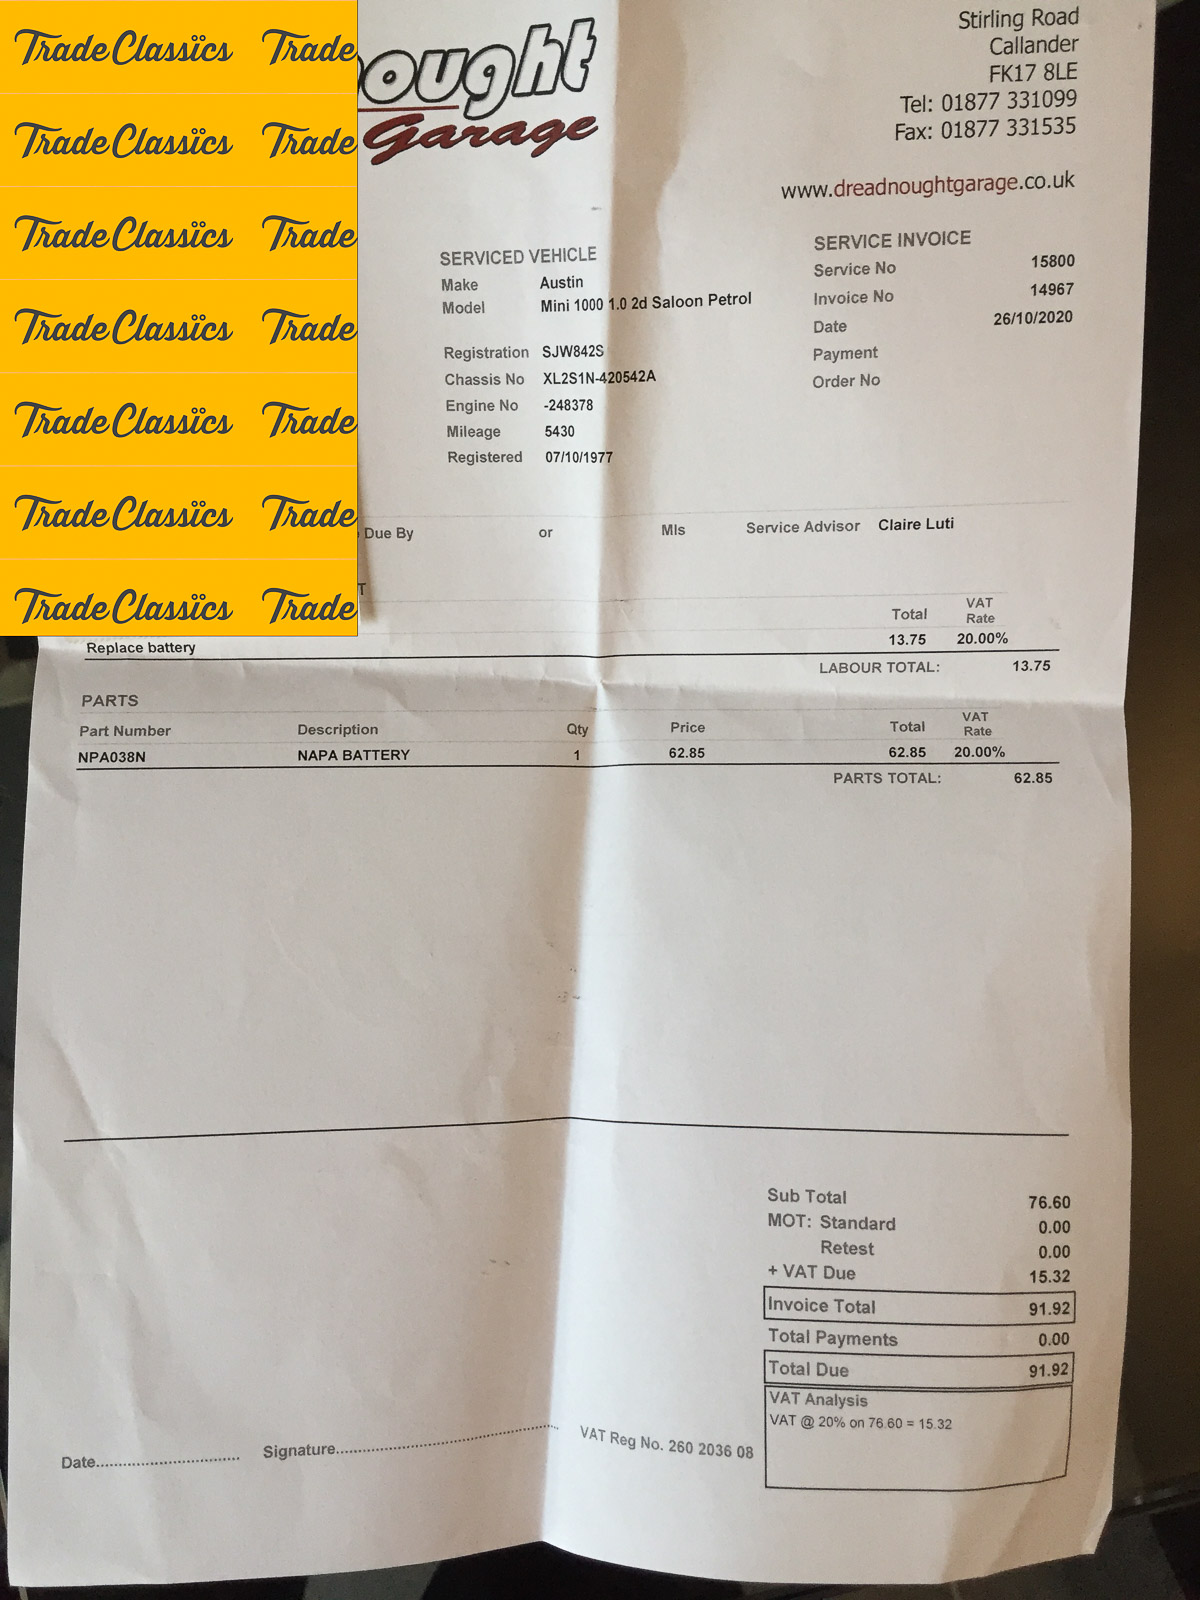 Trade Classics Trade
Trade Classics Trade
Trade Classics Trade
Trade Classics Trade
Trade Classics Trade
Trade Classics Trade
Trade Classics Trade
ought
Garage
Stirling Road
Callander
FK17 8LE
Tel: 01877 331099
Fax: 01877 331535
www.dreadnoughtgarage.co.uk
SERVICED VEHICLE
Make Austin
Model Mini 1000 1.0 2d Saloon Petrol
Registration SJW842S
Chassis No XL2S1N-420542A
Engine No -248378
Mileage 5430
Registered 07/10/1977
SERVICE INVOICE
Service No 15800
Invoice No 14967
Date 26/10/2020
Payment
Order No
Due By or Mls Service Advisor Claire Luti
T
Total VAT Rate
Replace battery 13.75 20.00%
LABOUR TOTAL: 13.75
PARTS
Part Number Description Qty Price Total VAT Rate
NPA038N NAPA BATTERY 1 62.85 62.85 20.00%
PARTS TOTAL: 62.85
Sub Total 76.60
MOT: Standard 0.00
Retest 0.00
+ VAT Due 15.32
Invoice Total 91.92
Total Payments 0.00
Total Due 91.92
VAT Analysis
VAT @ 20% on 76.60 = 15.32
Date........................ Signature........................ VAT Reg No. 260 2036 08